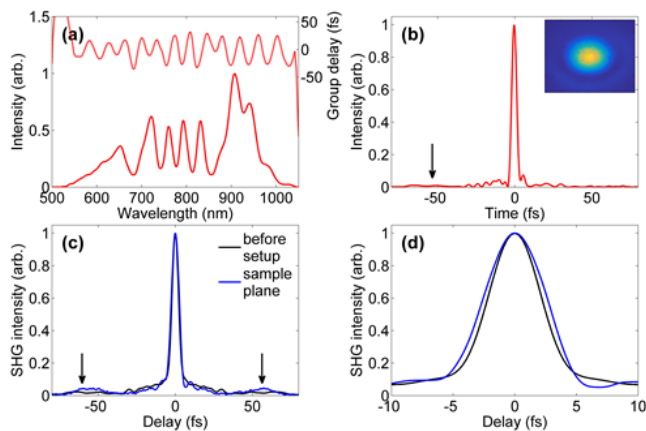 (a)
Intensity (arb.)
1.5
1
0.5
0
500 600 700 800 900 1000
Wavelength (nm)
50
0
-50
Group delay (fs)
(b)
Intensity (arb.)
1
0.8
0.6
0.4
0.2
0
-50 0 50
Time (fs)
(c)
before
setup
sample
plane
SHG intensity (arb.)
1
0.8
0.6
0.4
0.2
0
-50 0 50
Delay (fs)
(d)
SHG intensity (arb.)
1
0.8
0.6
0.4
0.2
0
-10 -5 0 5 10
Delay (fs)